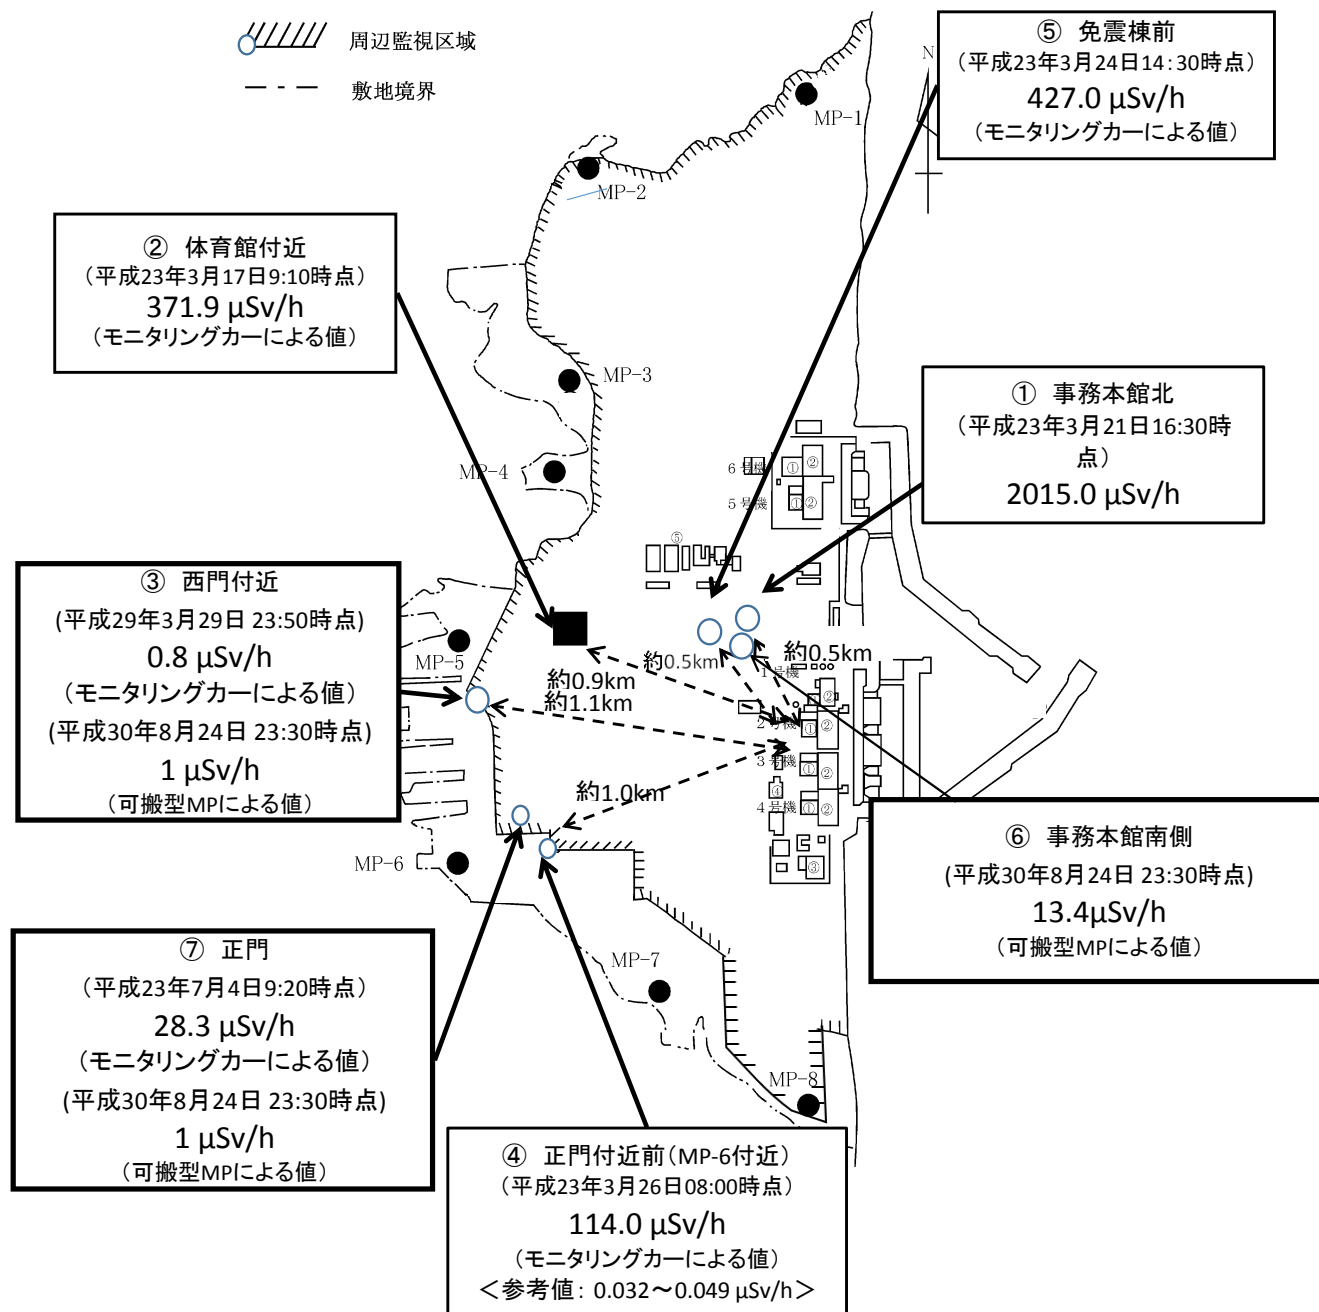 周辺監視区域
敷地境界
⑤ 免震棟前
(平成23年3月24日14:30時点)
427.0 μSv/h
(モニタリングカーによる値)
N
MP-1
MP-2
② 体育館付近
(平成23年3月17日9:10時点)
371.9 μSv/h
(モニタリングカーによる値)
MP-3
① 事務本館北
(平成23年3月21日16:30時
点)
2015.0 μSv/h
MP-4
6号機
① ②
5号機
① ②
⑤
③ 西門付近
(平成29年3月29日 23:50時点)
0.8 μSv/h
(モニタリングカーによる値)
(平成30年8月24日 23:30時点)
1 μSv/h
(可搬型MPによる値)
MP-5
約0.9km
約1.1km
約0.5km
約0.5km
1号機
②
2号機
① ②
3号機
① ②
④
4号機
① ②
③
約1.0km
MP-6
⑥ 事務本館南側
(平成30年8月24日 23:30時点)
13.4μSv/h
(可搬型MPによる値)
⑦ 正門
(平成23年7月4日9:20時点)
28.3 μSv/h
(モニタリングカーによる値)
(平成30年8月24日 23:30時点)
1 μSv/h
(可搬型MPによる値)
MP-7
MP-8
④ 正門付近前(MP-6付近)
(平成23年3月26日08:00時点)
114.0 μSv/h
(モニタリングカーによる値)
<参考値: 0.032~0.049 μSv/h>